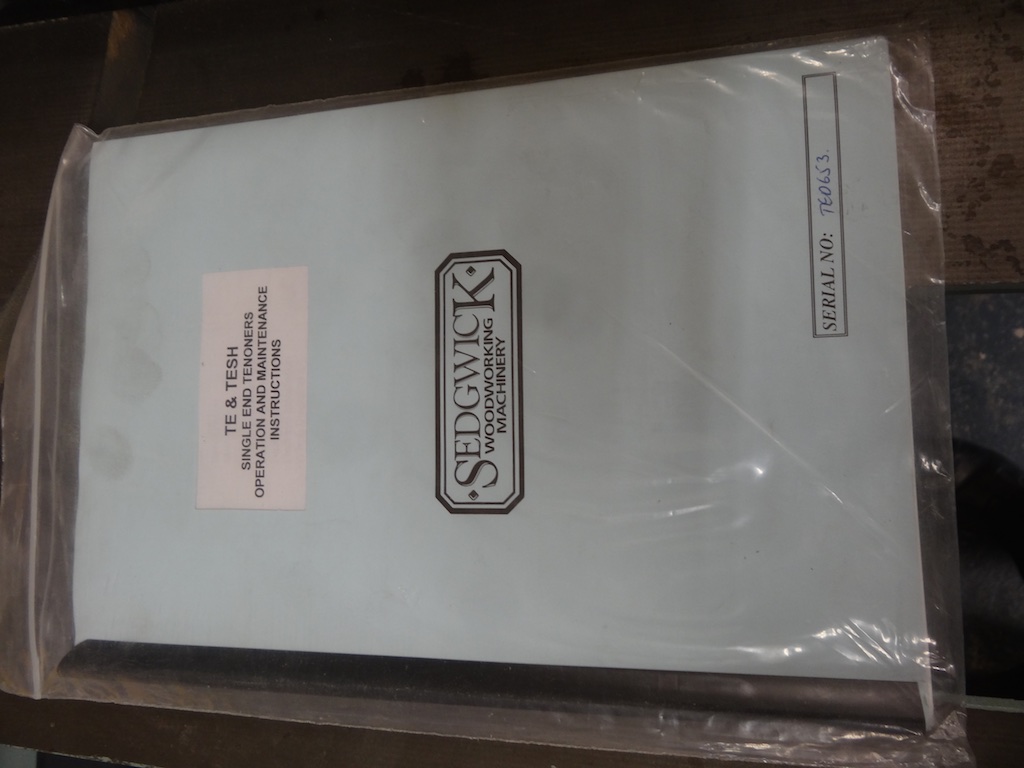 TE & TESH
SINGLE END TENONERS
OPERATION AND MAINTENANCE
INSTRUCTIONS
SEDGWICK
WOODWORKING
MACHINERY
SERIAL NO: TE0653.